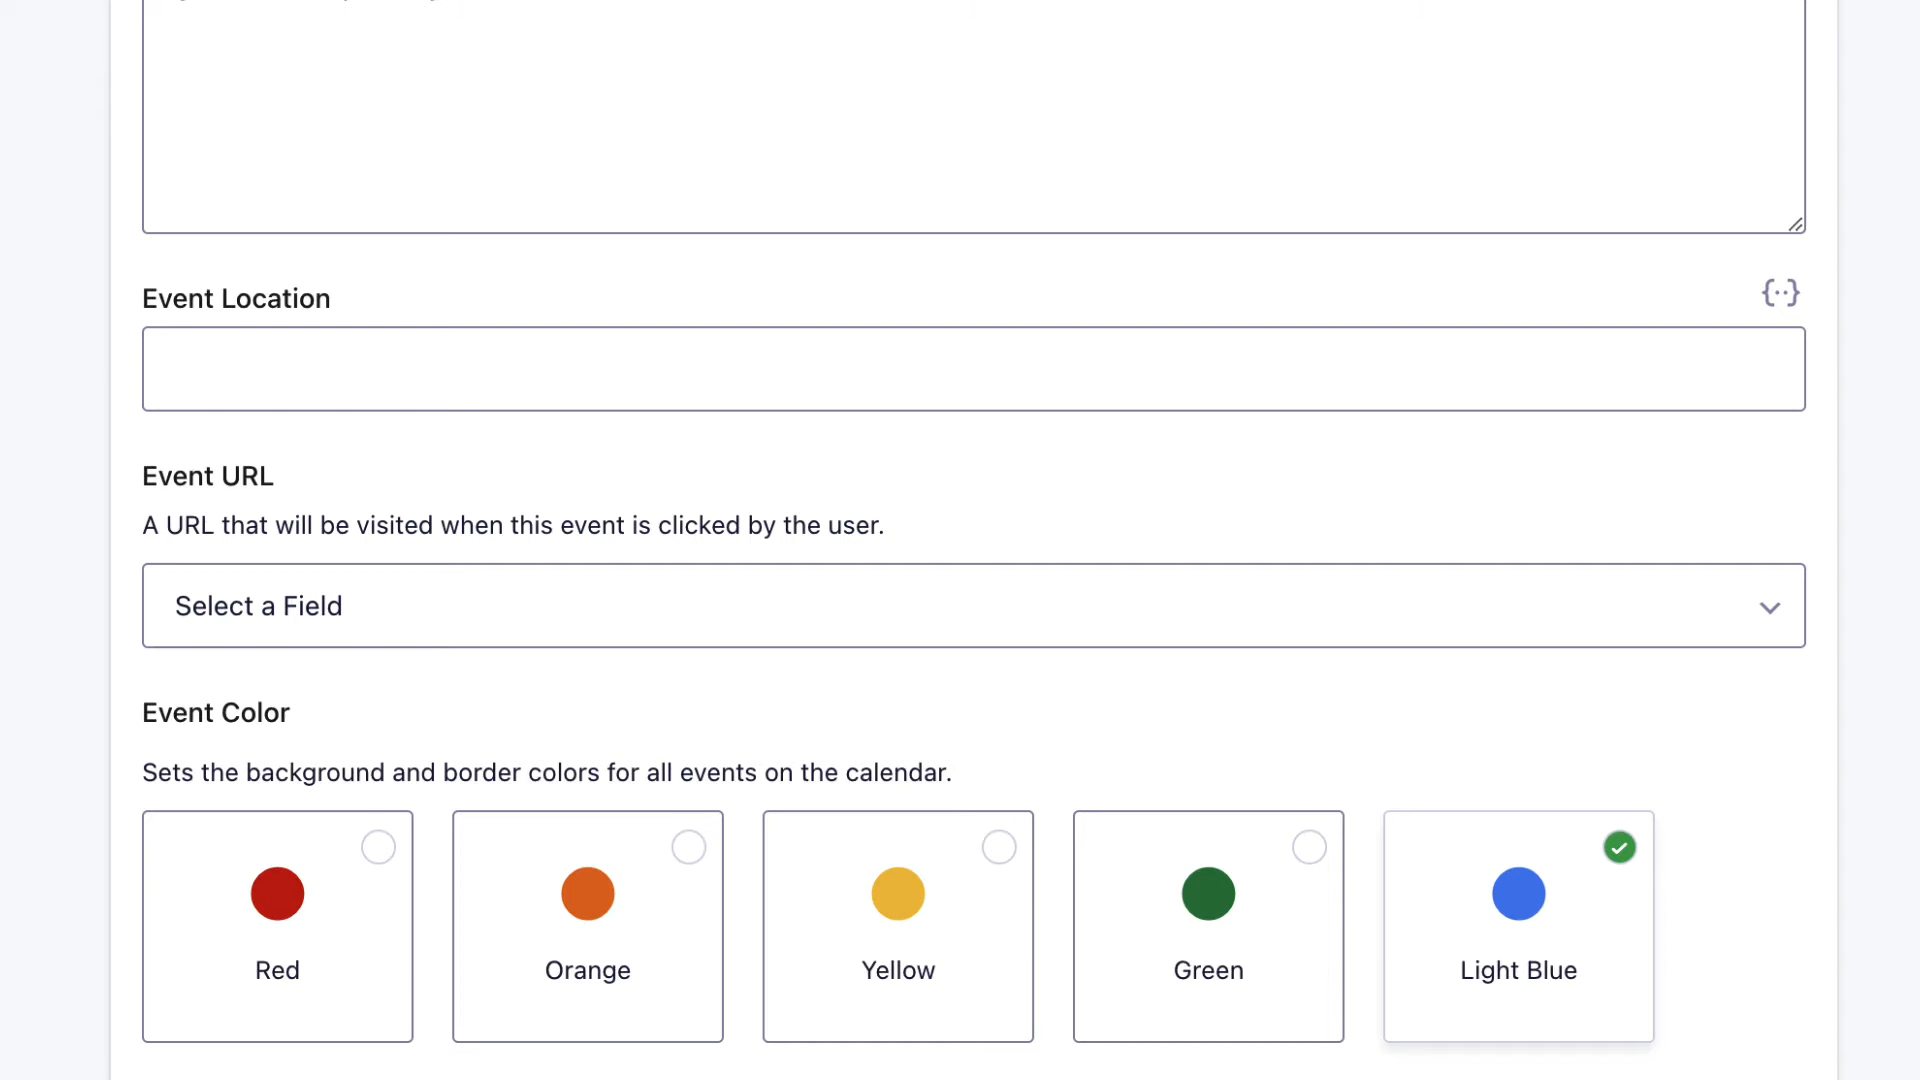 Event Location
{··}
Event URL
A URL that will be visited when this event is clicked by the user.
Select a Field
Event Color
Sets the background and border colors for all events on the calendar.
Red
Orange
Yellow
Green
Light Blue